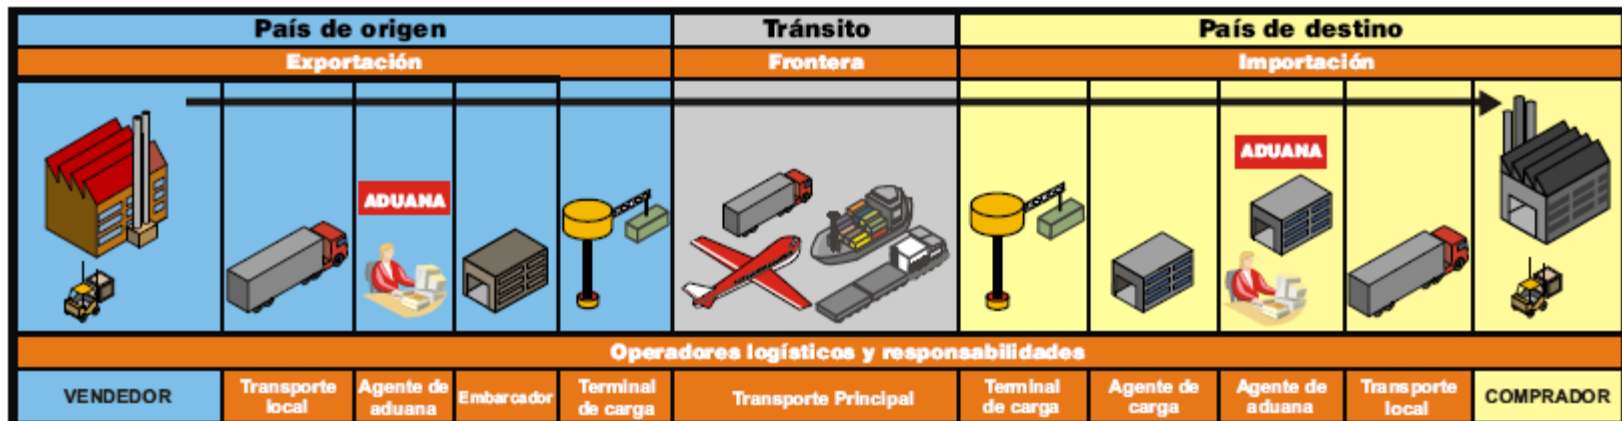 País de origen
Tránsito
País de destino
Exportación
Frontera
Importación
ADUANA
ADUANA
Operadores logísticos y responsabilidades
VENDEDOR
Transporte
local
Agente de
aduana
Embarcador
Terminal
de carga
Transporte Principal
Terminal
de carga
Agente de
carga
Agente de
aduana
Transporte
local
COMPRADOR